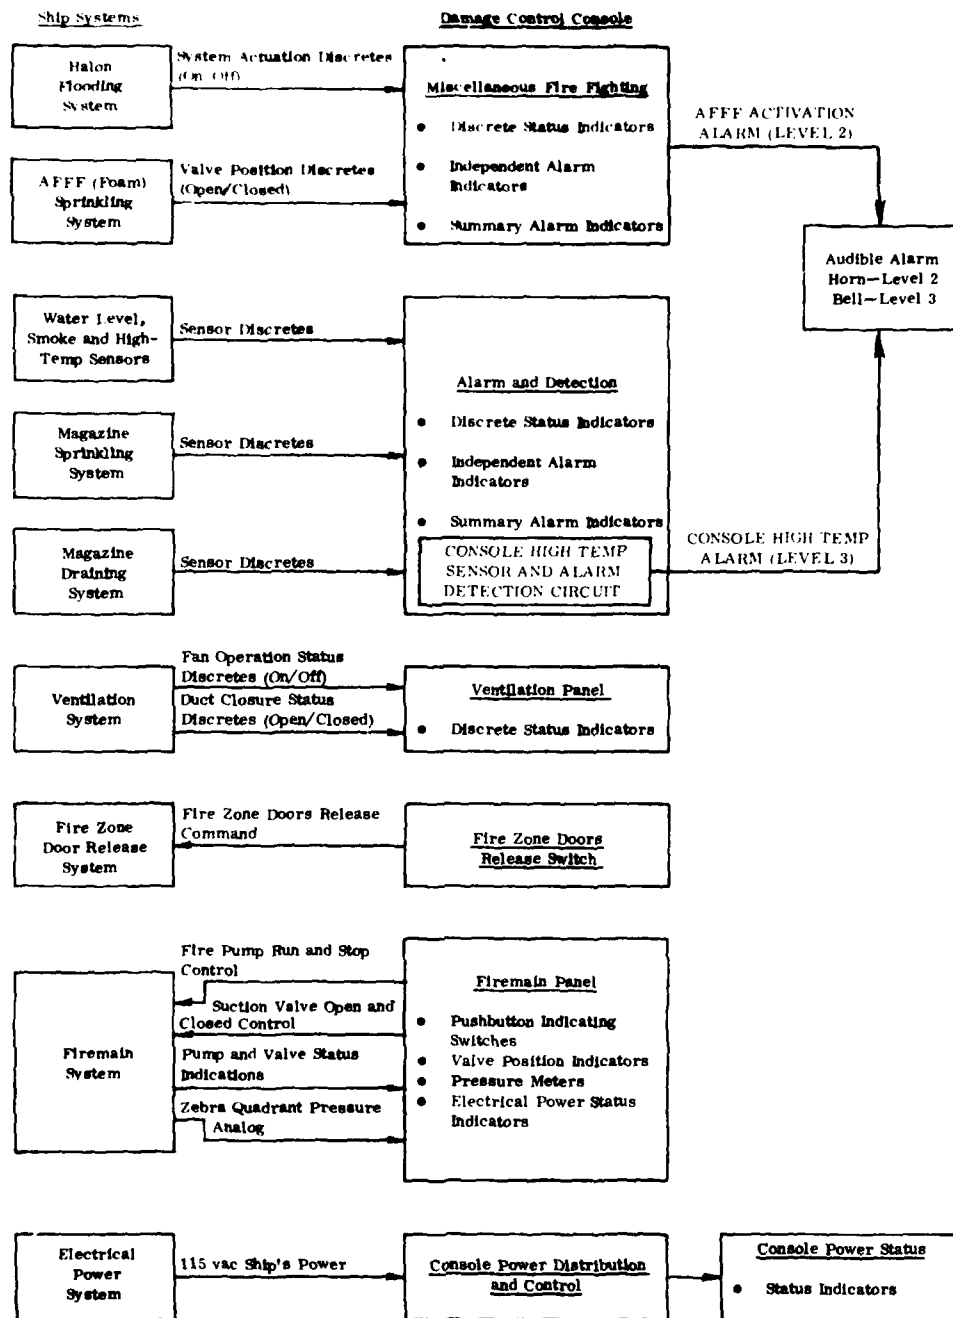 Ship Systems
Damage Control Console
Halon
Flooding
System
System Actuation Discretes
(On/Off)
AFFF (Foam)
Sprinkling
System
Valve Position Discretes
(Open/Closed)
Miscellaneous Fire Fighting
• Discrete Status Indicators
• Independent Alarm
Indicators
• Summary Alarm Indicators
AFFF ACTIVATION
ALARM (LEVEL 2)
Audible Alarm
Horn—Level 2
Bell—Level 3
Water Level,
Smoke and High-
Temp Sensors
Sensor Discretes
Magazine
Sprinkling
System
Sensor Discretes
Magazine
Draining
System
Sensor Discretes
Alarm and Detection
• Discrete Status Indicators
• Independent Alarm
Indicators
• Summary Alarm Indicators
CONSOLE HIGH TEMP
SENSOR AND ALARM
DETECTION CIRCUIT
CONSOLE HIGH TEMP
ALARM (LEVEL 3)
Ventilation
System
Fan Operation Status
Discretes (On/Off)
Duct Closure Status
Discretes (Open/Closed)
Ventilation Panel
• Discrete Status Indicators
Fire Zone
Door Release
System
Fire Zone Doors Release
Command
Fire Zone Doors
Release Switch
Firemain
System
Fire Pump Run and Stop
Control
Suction Valve Open and
Closed Control
Pump and Valve Status
Indications
Zebra Quadrant Pressure
Analog
Firemain Panel
• Pushbutton Indicating
Switches
• Valve Position Indicators
• Pressure Meters
• Electrical Power Status
Indicators
Electrical
Power
System
115 vac Ship's Power
Console Power Distribution
and Control
Console Power Status
• Status Indicators